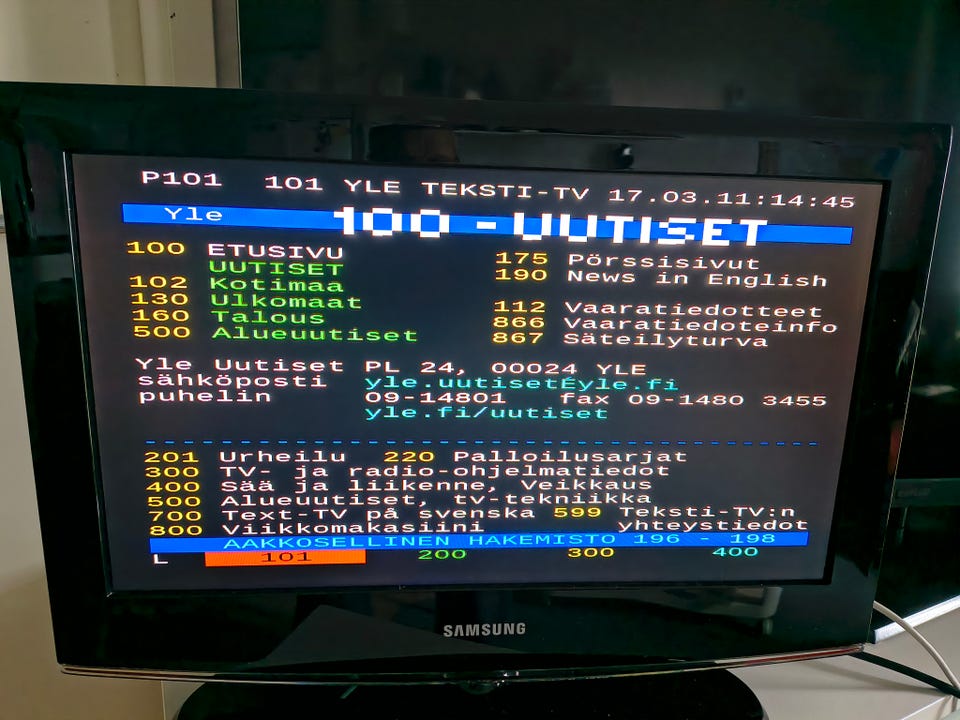 P101 101 YLE TEKSTI-TV 17.03.11:14:45
Yle 100 - UUTISET
100 ETUSIVU 175 Pörssisivut
UUTISET 190 News in English
102 Kotimaa
130 Ulkomaat 112 Vaaratiedotteet
160 Talous 866 Vaaratiedoteinfo
500 Alueuutiset 867 Säteilyturva
Yle Uutiset PL 24, 00024 YLE
sähköposti yle.uutisetÉyle.fi
puhelin 09-14801 fax 09-1480 3455
yle.fi/uutiset
201 Urheilu 220 Palloilusarjat
300 TV- ja radio-ohjelmatiedot
400 Sää ja liikenne, Veikkaus
500 Alueuutiset, tv-tekniikka
700 Text-TV på svenska 599 Teksti-TV:n
800 Viikkomakasiini yhteystiedot
AAKKOSELLINEN HAKEMISTO 196 - 198
L 101 200 300 400
SAMSUNG